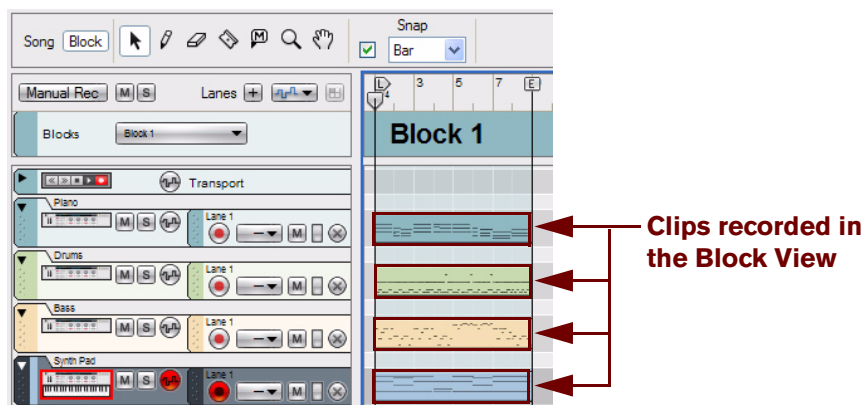 Snap
Song Block
M
Bar
Manual Rec M S Lanes +
L 3 5 7 E
4
Blocks Block 1
Block 1
Transport
Piano
M S Lane 1
M
Clips recorded in
the Block View
Drums
M S Lane 1
M
Bass
M S Lane 1
M
Synth Pad
M S Lane 1
M